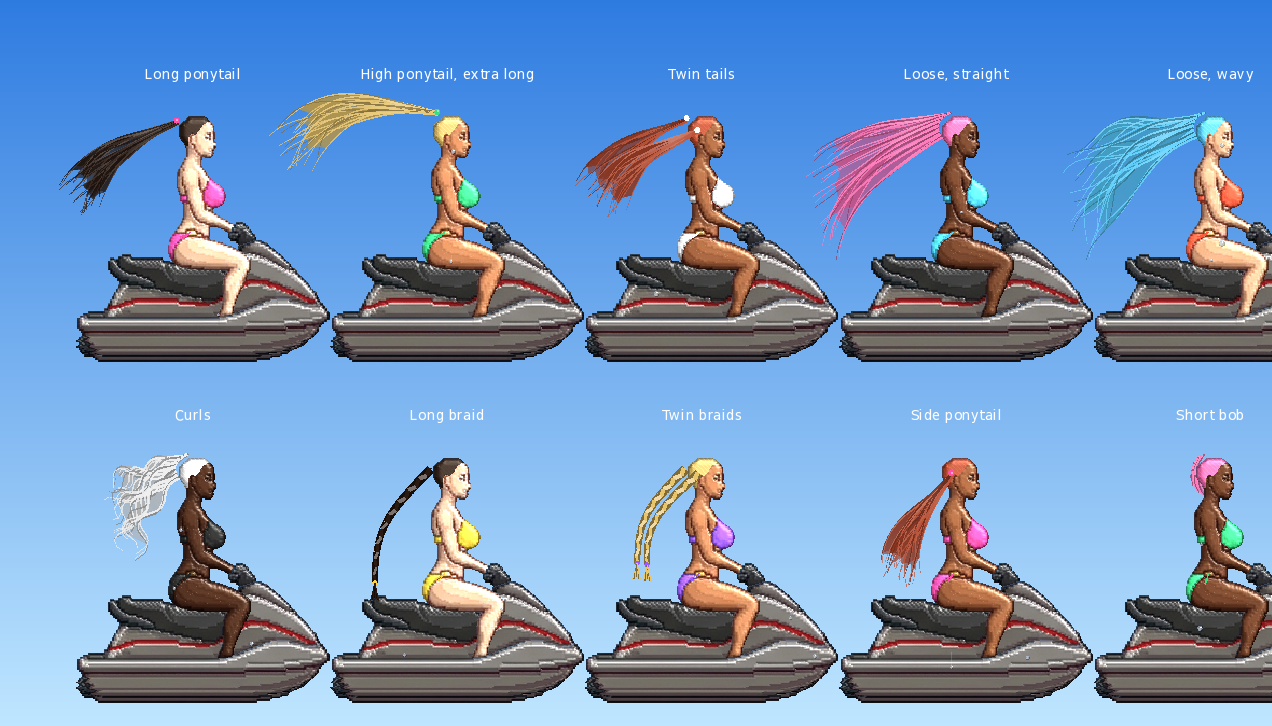 Long ponytail
High ponytail, extra long
Twin tails
Loose, straight
Loose, wavy
Curls
Long braid
Twin braids
Side ponytail
Short bob